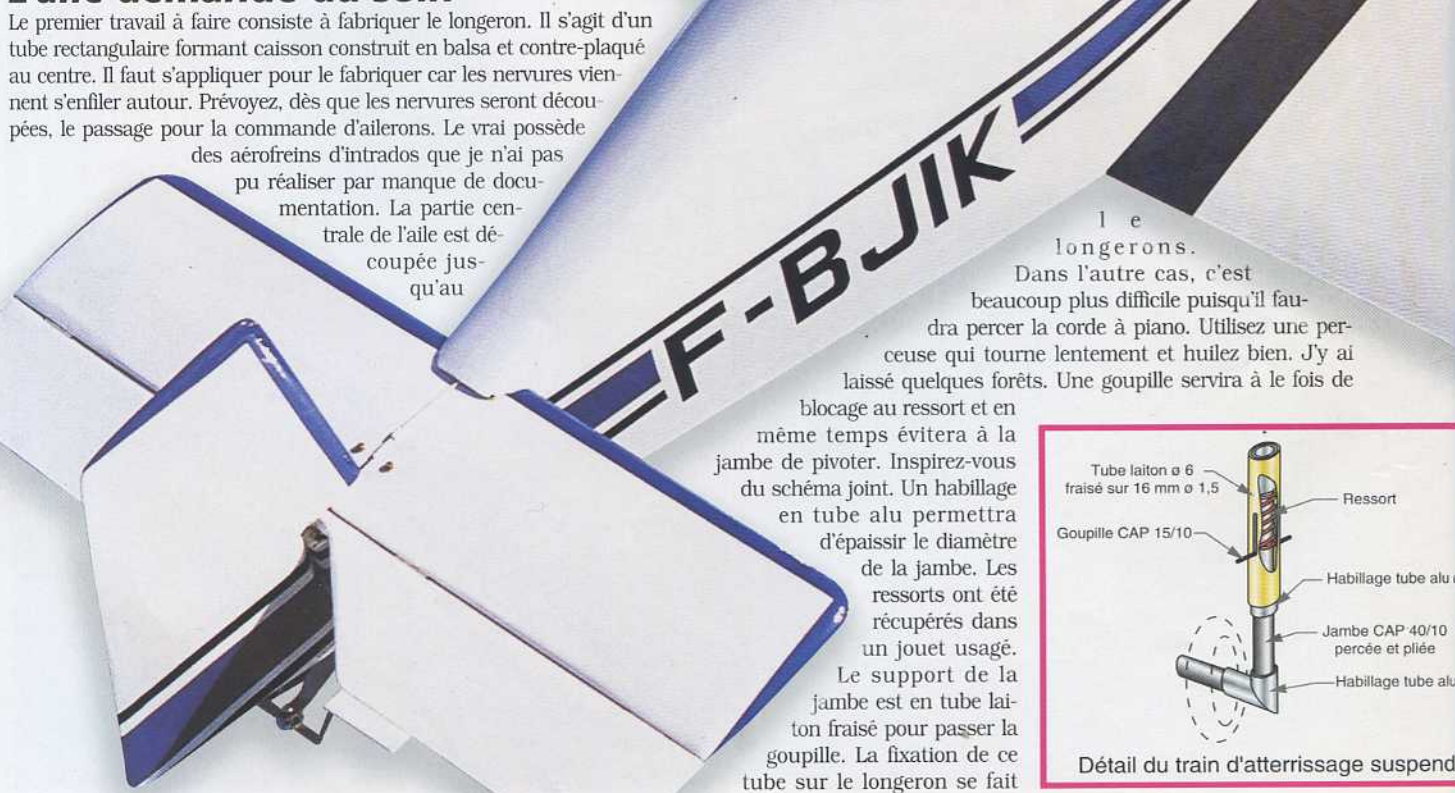 L'aile demande du soin
Le premier travail à faire consiste à fabriquer le longeron. Il s'agit d'un
tube rectangulaire formant caisson construit en balsa et contre-plaqué
au centre. Il faut s'appliquer pour le fabriquer car les nervures vien-
nent s'enfiler autour. Prévoyez, dès que les nervures seront décou-
pées, le passage pour la commande d'ailerons. Le vrai possède
des aérofreins d'intrados que je n'ai pas
pu réaliser par manque de docu-
mentation. La partie cen-
trale de l'aile est dé-
coupée jus-
qu'au
F-BJIK
l e
longerons.
Dans l'autre cas, c'est
beaucoup plus difficile puisqu'il fau-
dra percer la corde à piano. Utilisez une per-
ceuse qui tourne lentement et huilez bien. J'y ai
laissé quelques forêts. Une goupille servira à le fois de
blocage au ressort et en
même temps évitera à la
jambe de pivoter. Inspirez-vous
du schéma joint. Un habillage
en tube alu permettra
d'épaissir le diamètre
de la jambe. Les
ressorts ont été
récupérés dans
un jouet usagé.
Le support de la
jambe est en tube lai-
ton fraisé pour passer la
goupille. La fixation de ce
tube sur le longeron se fait
Tube laiton ø 6
fraisé sur 16 mm ø 1,5
Goupille CAP 15/10
Ressort
Habillage tube alu
Jambe CAP 40/10
percée et pliée
Habillage tube alu
Détail du train d'atterrissage suspend